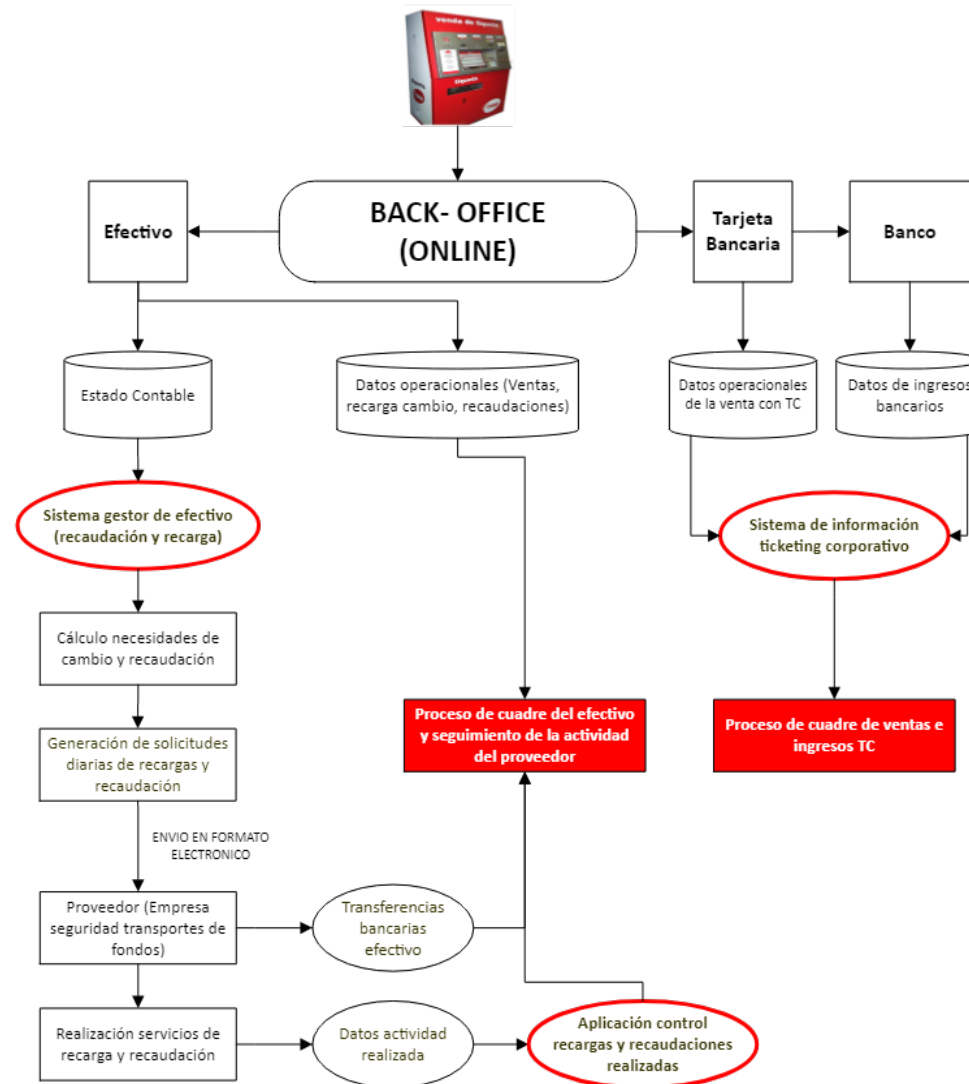 venda de tiquets
Efectivo
BACK- OFFICE
(ONLINE)
Tarjeta
Bancaria
Banco
Estado Contable
Datos operacionales (Ventas,
recarga cambio, recaudaciones)
Datos operacionales
de la venta con TC
Datos de ingresos
bancarios
Sistema gestor de efectivo
(recaudación y recarga)
Sistema de información
ticketing corporativo
Cálculo necesidades de
cambio y recaudación
Proceso de cuadre del efectivo
y seguimiento de la actividad
del proveedor
Proceso de cuadre de ventas e
ingresos TC
Generación de solicitudes
diarias de recargas y
recaudación
ENVIO EN FORMATO
ELECTRONICO
Proveedor (Empresa
seguridad transportes de
fondos)
Transferencias
bancarias
efectivo
Realización servicios de
recarga y recaudación
Datos actividad
realizada
Aplicación control
recargas y recaudaciones
realizadas